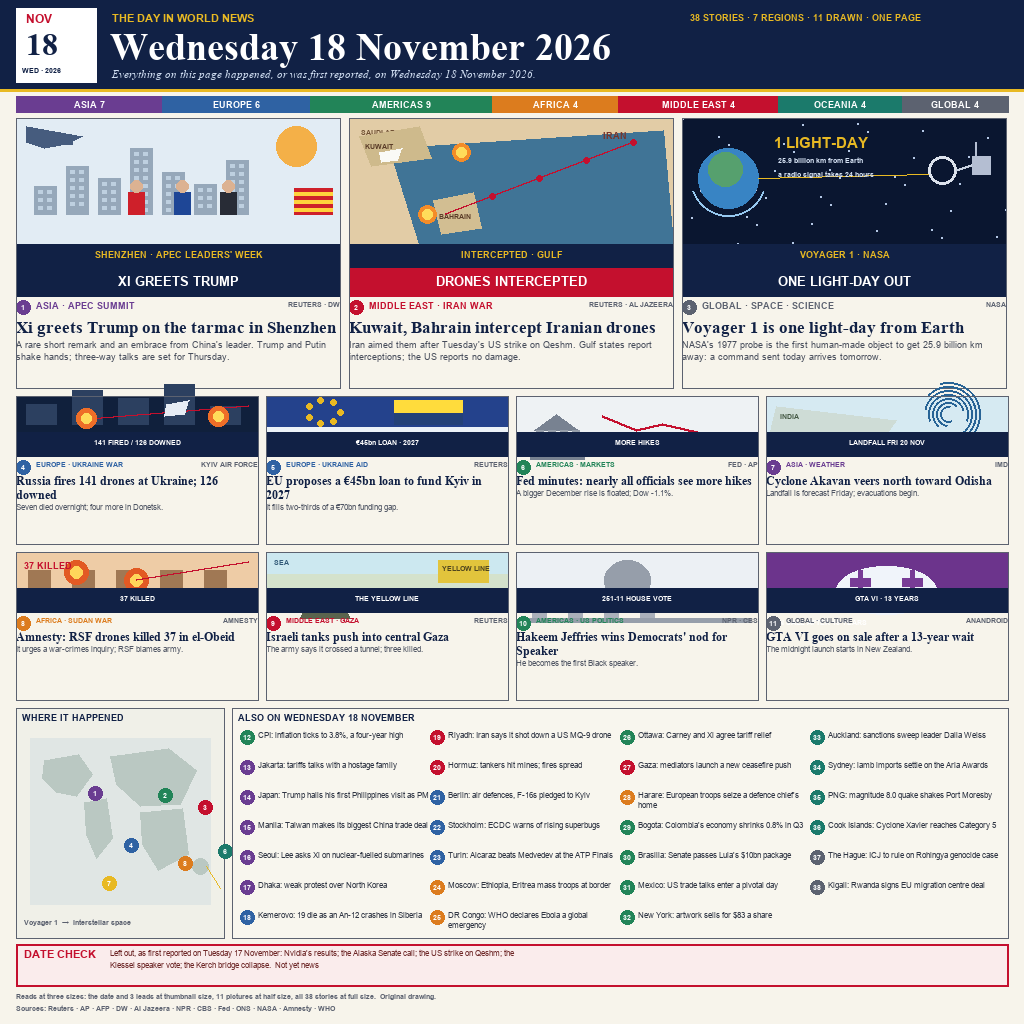 NOV
18
WED · 2026
THE DAY IN WORLD NEWS
38 STORIES · 7 REGIONS · 11 DRAWN · ONE PAGE
Wednesday 18 November 2026
Everything on this page happened, or was first reported, on Wednesday 18 November 2026.
ASIA 7
EUROPE 6
AMERICAS 9
AFRICA 4
MIDDLE EAST 4
OCEANIA 4
GLOBAL 4
SHENZHEN · APEC LEADERS' WEEK
XI GREETS TRUMP
1 ASIA · APEC SUMMIT
REUTERS · DW
Xi greets Trump on the tarmac in Shenzhen
A rare short remark and an embrace from China's leader. Trump and Putin
shake hands; three-way talks are set for Thursday.
KUWAIT
IRAN
BAHRAIN
INTERCEPTED · GULF
DRONES INTERCEPTED
2 MIDDLE EAST · IRAN WAR
REUTERS · AL JAZEERA
Kuwait, Bahrain intercept Iranian drones
Iran aimed them after Tuesday's US strike on Qeshm. Gulf states report
interceptions; the US reports no damage.
1·LIGHT-DAY
25.9 billion km from Earth
a radio signal takes 24 hours
VOYAGER 1 · NASA
ONE LIGHT-DAY OUT
3 GLOBAL · SPACE · SCIENCE
NASA
Voyager 1 is one light-day from Earth
NASA's 1977 probe is the first human-made object to get 25.9 billion km
away: a command sent today arrives tomorrow.
141 FIRED / 126 DOWNED
4 EUROPE · UKRAINE WAR
KYIV AIR FORCE
Russia fires 141 drones at Ukraine; 126
downed
Seven died overnight; four more in Donetsk.
€45bn LOAN · 2027
5 EUROPE · UKRAINE AID
REUTERS
EU proposes a €45bn loan to fund Kyiv in
2027
It fills two-thirds of a €70bn funding gap.
MORE HIKES
6 AMERICAS · MARKETS
FED · AP
Fed minutes: nearly all officials see more hikes
A bigger December rise is floated; Dow -1.1%.
INDIA
LANDFALL FRI 20 NOV
7 ASIA · WEATHER
IMD
Cyclone Akavan veers north toward Odisha
Landfall is forecast Friday; evacuations begin.
37 KILLED
37 KILLED
8 AFRICA · SUDAN WAR
AMNESTY
Amnesty: RSF drones killed 37 in el-Obeid
It urges a war-crimes inquiry; RSF blames army.
SEA
YELLOW LINE
THE YELLOW LINE
9 MIDDLE EAST · GAZA
REUTERS
Israeli tanks push into central Gaza
The army says it crossed a tunnel; three killed.
251-11 HOUSE VOTE
10 AMERICAS · US POLITICS
NPR · CBS
Hakeem Jeffries wins Democrats' nod for
Speaker
He becomes the first Black speaker.
GTA VI · 13 YEARS
11 GLOBAL · CULTURE
ANANDROID
GTA VI goes on sale after a 13-year wait
The midnight launch starts in New Zealand.
WHERE IT HAPPENED
1
2
3
4
6
8
7
Voyager 1 → Interstellar space
ALSO ON WEDNESDAY 18 NOVEMBER
12 CPI: inflation ticks to 3.8%, a four-year high
13 Jakarta: tariffs talks with a hostage family
14 Japan: Trump hails his first Philippines visit as PM
15 Manila: Taiwan makes its biggest China trade deal
16 Seoul: Lee asks Xi on nuclear-fuelled submarines
17 Dhaka: weak protest over North Korea
18 Kemerovo: 19 die as an An-12 crashes in Siberia
19 Riyadh: Iran says it shot down a US MQ-9 drone
20 Hormuz: tankers hit mines; fires spread
21 Berlin: air defences, F-16s pledged to Kyiv
22 Stockholm: ECDC warns of rising superbugs
23 Turin: Alcaraz beats Medvedev at the ATP Finals
24 Moscow: Ethiopia, Eritrea mass troops at border
25 DR Congo: WHO declares Ebola a global
emergency
26 Ottawa: Carney and Xi agree tariff relief
27 Gaza: mediators launch a new ceasefire push
28 Harare: European troops seize a defence chief's
home
29 Bogota: Colombia's economy shrinks 0.8% in Q3
30 Brasilia: Senate passes Lula's $10bn package
31 Mexico: US trade talks enter a pivotal day
32 New York: artwork sells for $83 a share
33 Auckland: sanctions sweep leader Dalla Weiss
34 Sydney: lamb imports settle on the Aria Awards
35 PNG: magnitude 8.0 quake shakes Port Moresby
36 Cook Islands: Cyclone Xavier reaches Category 5
37 The Hague: ICJ to rule on Rohingya genocide case
38 Kigali: Rwanda signs EU migration centre deal
DATE CHECK
Left out, as first reported on Tuesday 17 November: Nvidia's results; the Alaska Senate call; the US strike on Qeshm; the
Klessel speaker vote; the Kerch bridge collapse. Not yet news
Reads at three sizes: the date and 3 leads at thumbnail size, 11 pictures at half size, all 38 stories at full size. Original drawing.
Sources: Reuters · AP · AFP · DW · Al Jazeera · NPR · CBS · Fed · ONS · NASA · Amnesty · WHO